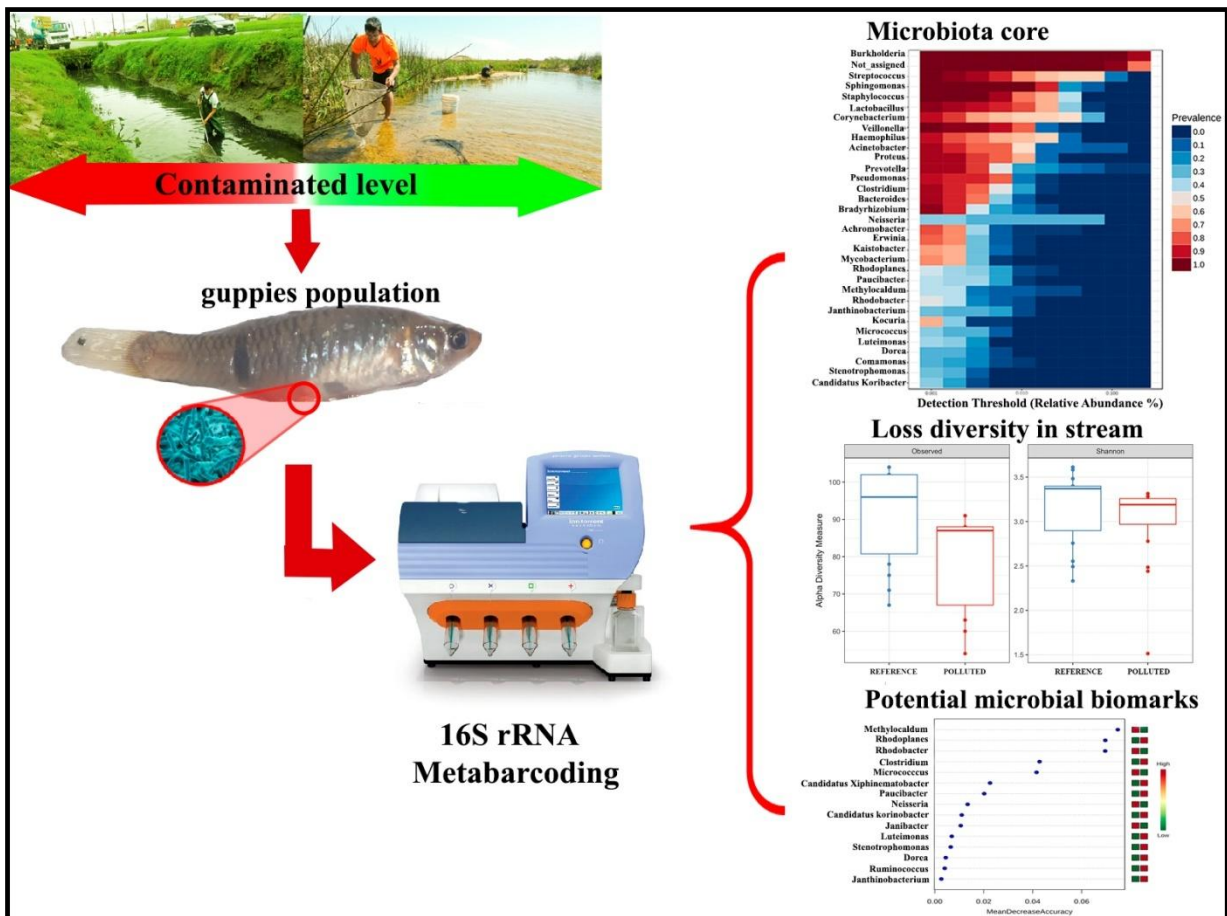 Contaminated level
guppies population
16S rRNA
Metabarcoding
Microbiota core
Burkholderia
Not_assigned
Streptococcus
Sphingomonas
Staphylococcus
Lactobacillus
Corynebacterium
Veillonella
Haemophilus
Acinetobacter
Proteus
Prevotella
Pseudomonas
Clostridium
Bacteroides
Bradyrhizobium
Neisseria
Achromobacter
Erwinia
Kaistobacter
Mycobacterium
Rhodoplanes
Paucibacter
Methylocaldum
Rhodobacter
Janthinobacterium
Kocuria
Micrococcus
Luteimonas
Dorea
Comamonas
Stenotrophomonas
Candidatus Koribacter
Detection Threshold (Relative Abundance %)
Prevalence
0.0
0.1
0.2
0.3
0.4
0.5
0.6
0.7
0.8
0.9
1.0
Loss diversity in stream
Observed
Shannon
Alpha Diversity Measure
100
90
80
70
60
3.5
3.0
2.5
2.0
1.5
REFERENCE
POLLUTED
REFERENCE
POLLUTED
Potential microbial biomarks
Methylocaldum
Rhodoplanes
Rhodobacter
Clostridium
Micrococccus
Candidatus Xiphinematobacter
Paucibacter
Neisseria
Candidatus korinobacter
Janibacter
Luteimonas
Stenotrophomonas
Dorea
Ruminococcus
Janthinobacterium
0.00
0.02
0.04
0.06
MeanDecreaseAccuracy
High
Low